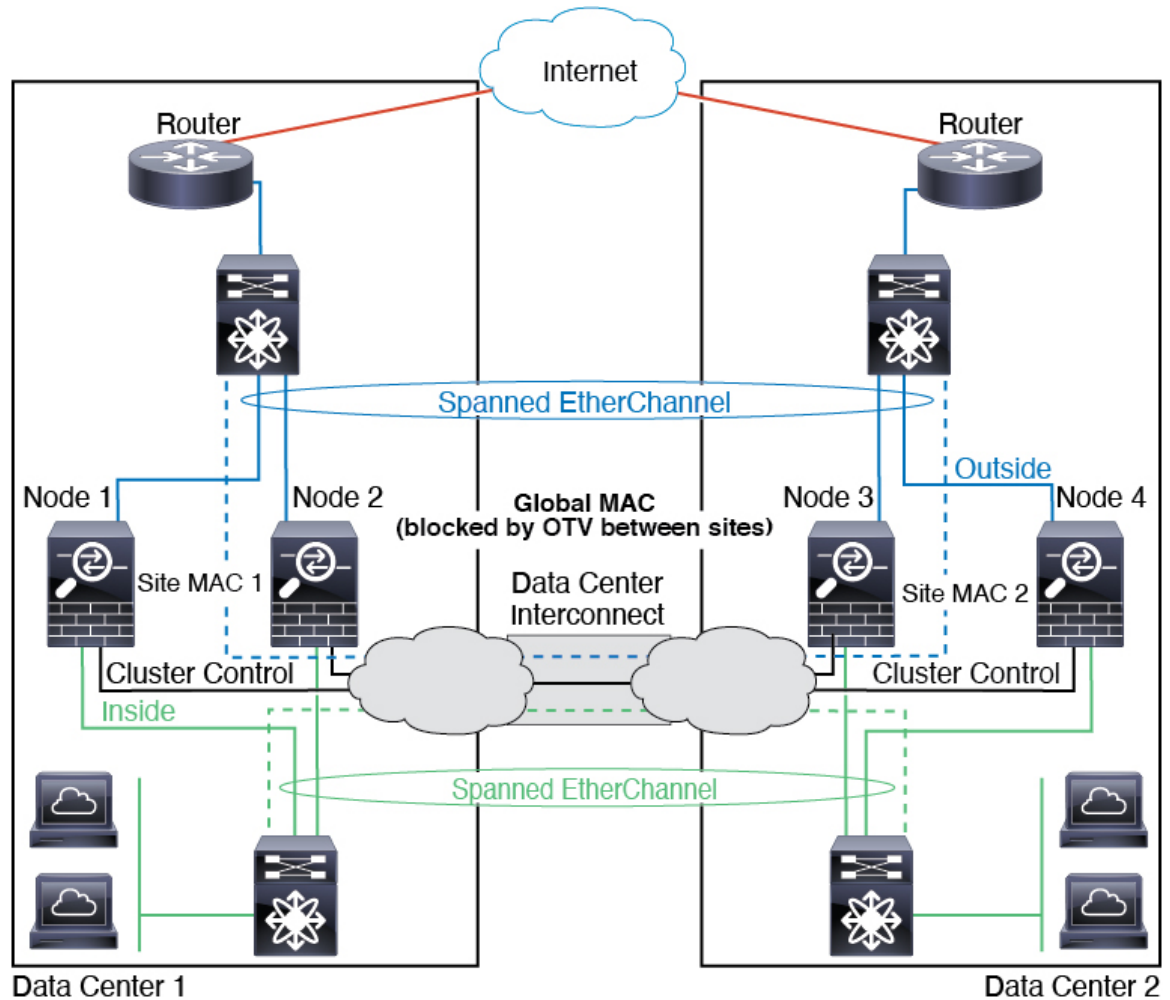 Internet
Router
Router
Spanned EtherChannel
Outside
Node 1
Node 2
Global MAC
(blocked by OTV between sites)
Node 3
Node 4
Site MAC 1
Data Center
Interconnect
Site MAC 2
Cluster Control
Cluster Control
Inside
Spanned EtherChannel
Data Center 1
Data Center 2